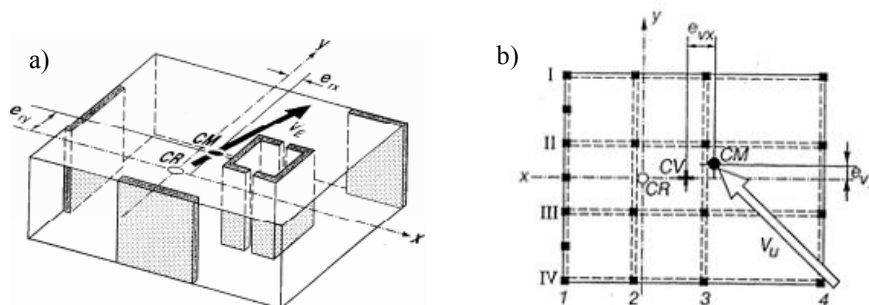 a)
y
e_rx
e_ry
CM
V_E
CR
x
b)
y
e_vx
I
II
CM
CV
x
CR
e_v
III
V_u
IV
1 2 3 4